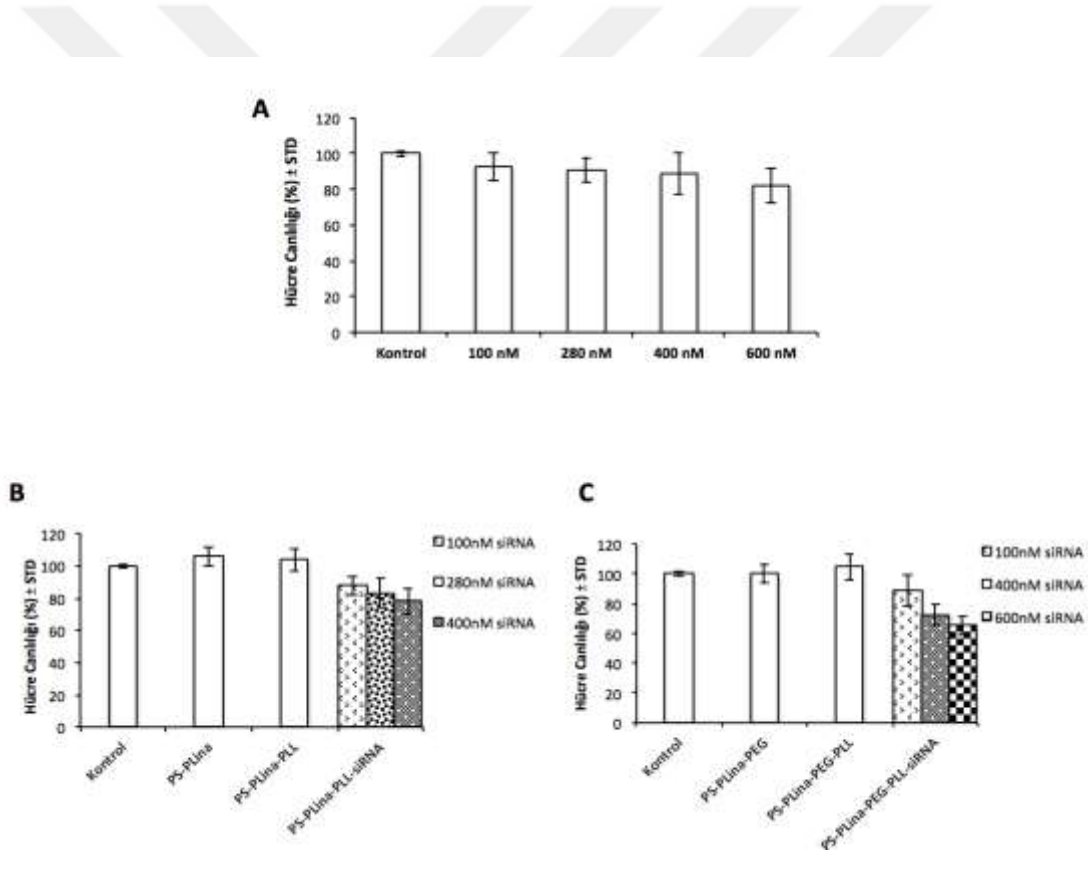 A
Hücre Canlılığı (%) ± STD
120
100
80
60
40
20
0
Kontrol 100 nM 280 nM 400 nM 600 nM
B
Hücre Canlılığı (%) ± STD
120
100
80
60
40
20
0
Kontrol
PS-PLina
PS-PLina-PLL
PS-PLina-PLL-siRNA
100nM siRNA
280nM siRNA
400nM siRNA
C
Hücre Canlılığı (%) ± STD
120
100
80
60
40
20
0
Kontrol
PS-PLina-PEG
PS-PLina-PEG-PLL
PS-PLina-PEG-PLL-siRNA
100nM siRNA
400nM siRNA
600nM siRNA